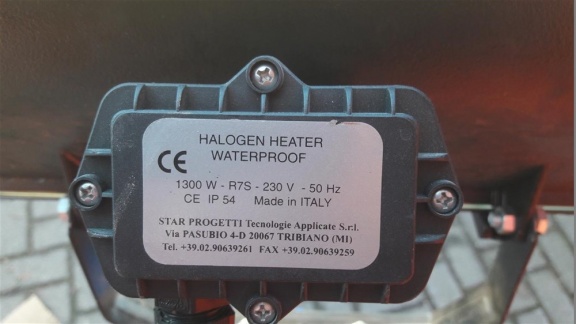 HALOGEN HEATER
CE WATERPROOF
1300 W - R7S - 230 V - 50 Hz
CE IP 54 Made in ITALY
STAR PROGETTI Tecnologie Applicate S.r.l.
Via PASUBIO 4-D 20067 TRIBIANO (MI)
Tel. +39.02.90639261 FAX +39.02.90639259